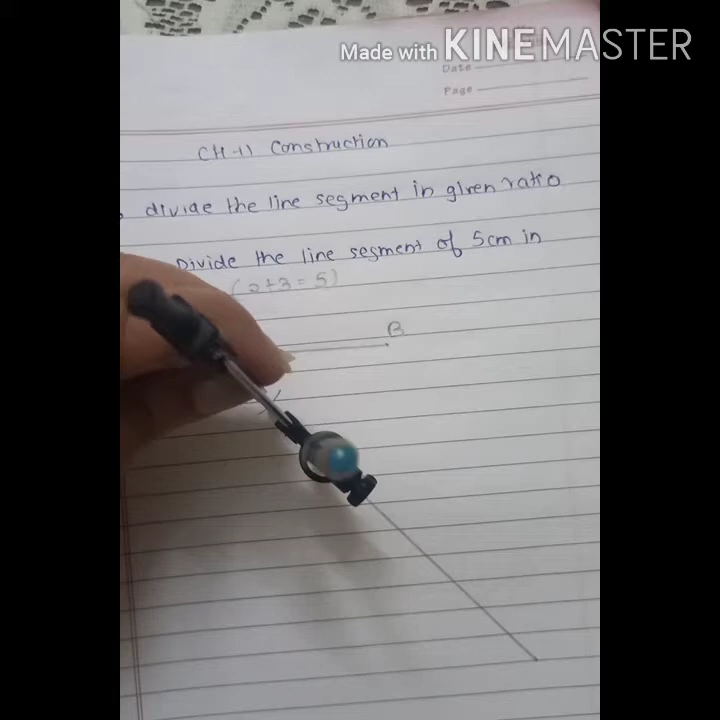 Made with KINEMASTER
Date
Page
CH-11 Construction
divide the line segment in given ratio
Divide the line segment of 5cm in
(2+3=5)
B